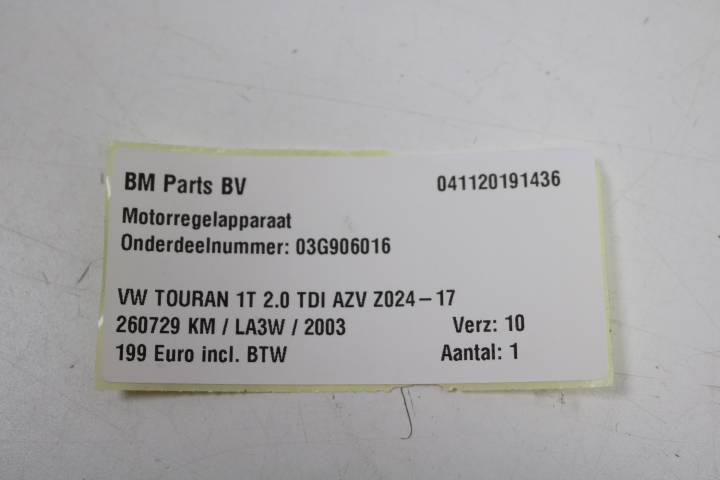 BM Parts BV 041120191436
Motorregelapparaat
Onderdeelnummer: 03G906016
VW TOURAN 1T 2.0 TDI AZV Z024-17
260729 KM / LA3W / 2003 Verz: 10
199 Euro incl. BTW Aantal: 1